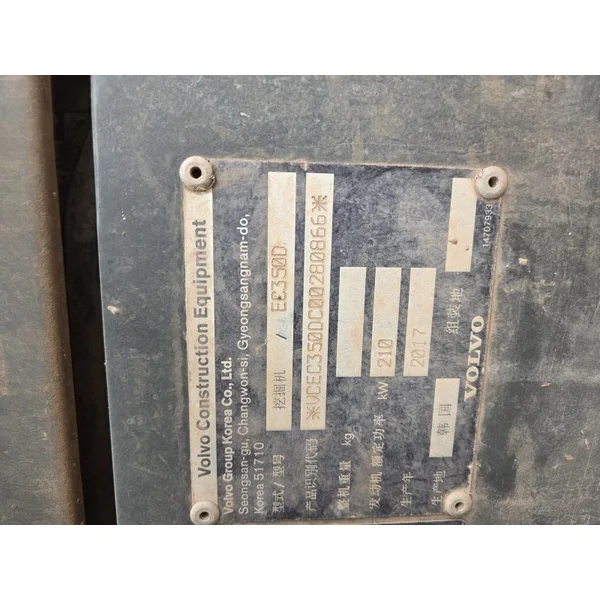 Volvo Construction Equipment
Volvo Group Korea Co., Ltd.
Seongsan-gu, Changwon-si, Gyeongsangnam-do,
Korea 51710
型式/型号 挖掘机 / EC350D
产品识别代码 *VCEC350DC00280866*
整机重量 kg
发动机 额定功率 kW 210
生产年 2017
生产地 韩国 组装地
VOLVO
14707933